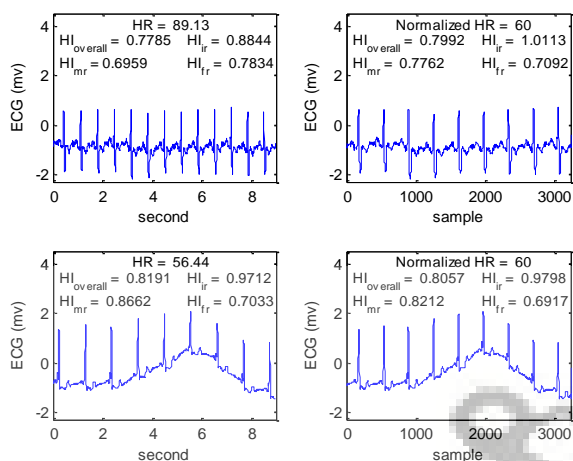 HR = 89.13
HIoverall = 0.7785 HIir = 0.8844
HImr = 0.6959 HIfr = 0.7834
ECG (mv)
4
2
0
-2
0 2 4 6 8
second
Normalized HR = 60
HIoverall = 0.7992 HIir = 1.0113
HImr = 0.7762 HIfr = 0.7092
ECG (mv)
4
2
0
-2
0 1000 2000 3000
sample
HR = 56.44
HIoverall = 0.8191 HIir = 0.9712
HImr = 0.8662 HIfr = 0.7033
ECG (mv)
4
2
0
-2
0 2 4 6 8
second
Normalized HR = 60
HIoverall = 0.8057 HIir = 0.9798
HImr = 0.8212 HIfr = 0.6917
ECG (mv)
4
2
0
-2
0 1000 2000 3000
sample